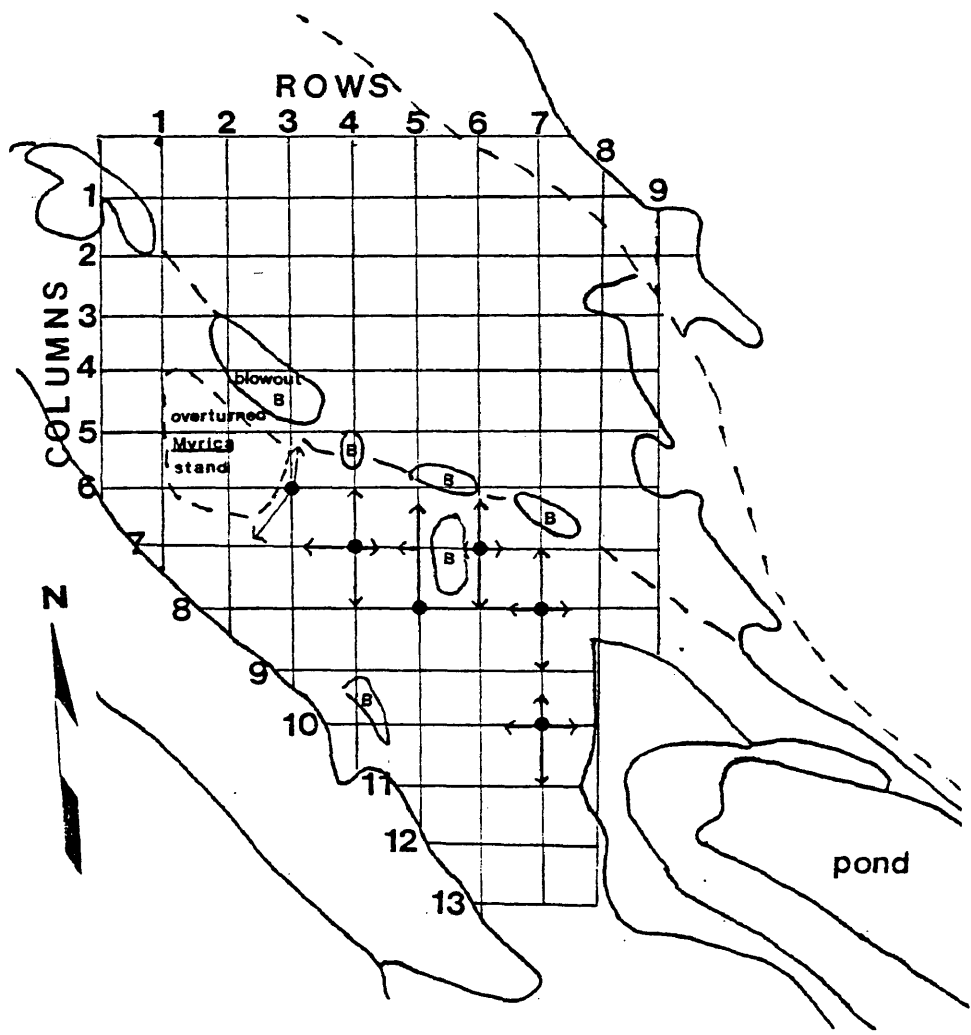 ROWS
1 2 3 4 5 6 7
8
9
COLUMNS
1
2
3
4
5
6
7
8
9
10
11
12
13
blowout
B
overturned
Myrica
stand
B
B
B
B
B
N
pond